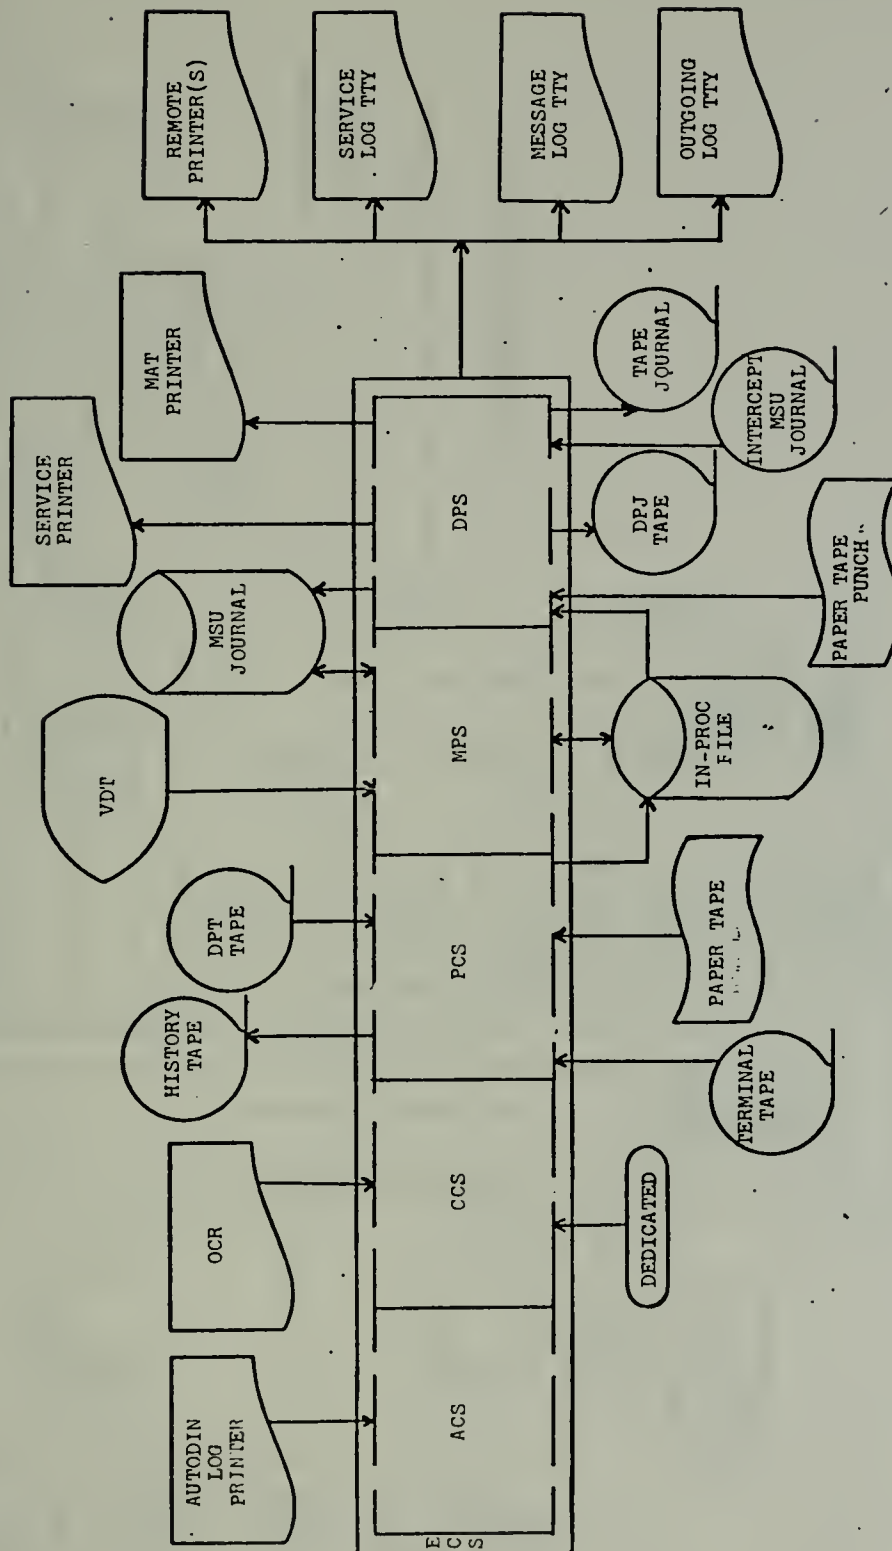 AUTODIN
LOG
PRINTER
OCR
HISTORY
TAPE
DPT
TAPE
VDT
MSU
JOURNAL
SERVICE
PRINTER
MAT
PRINTER
REMOTE
PRINTER(S)
SERVICE
LOG TTY
MESSAGE
LOG TTY
OUTGOING
LOG TTY
E
C
S
ACS
CCS
PCS
MPS
DPS
DEDICATED
TERMINAL
TAPE
PAPER TAPE
IN-PROC
FILE
PAPER TAPE
PUNCH
DPJ
TAPE
INTERCEPT
MSU
JOURNAL
TAPE
JOURNAL